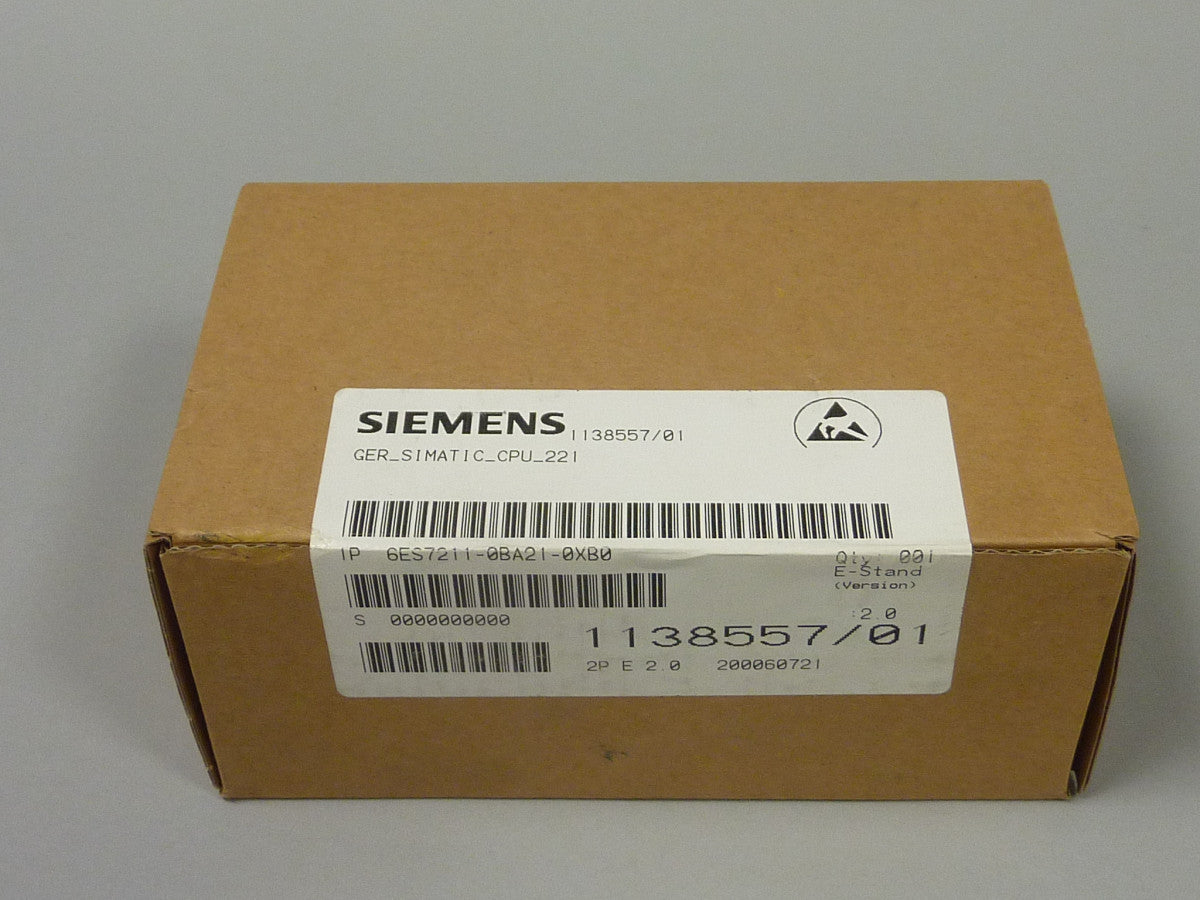 SIEMENS 1138557/01
GER_SIMATIC_CPU_221
1P 6ES7211-0BA21-0XB0 Qty: 001
E-Stand
(Version)
S 0000000000 :2.0
1138557/01
2P E 2.0 200060721